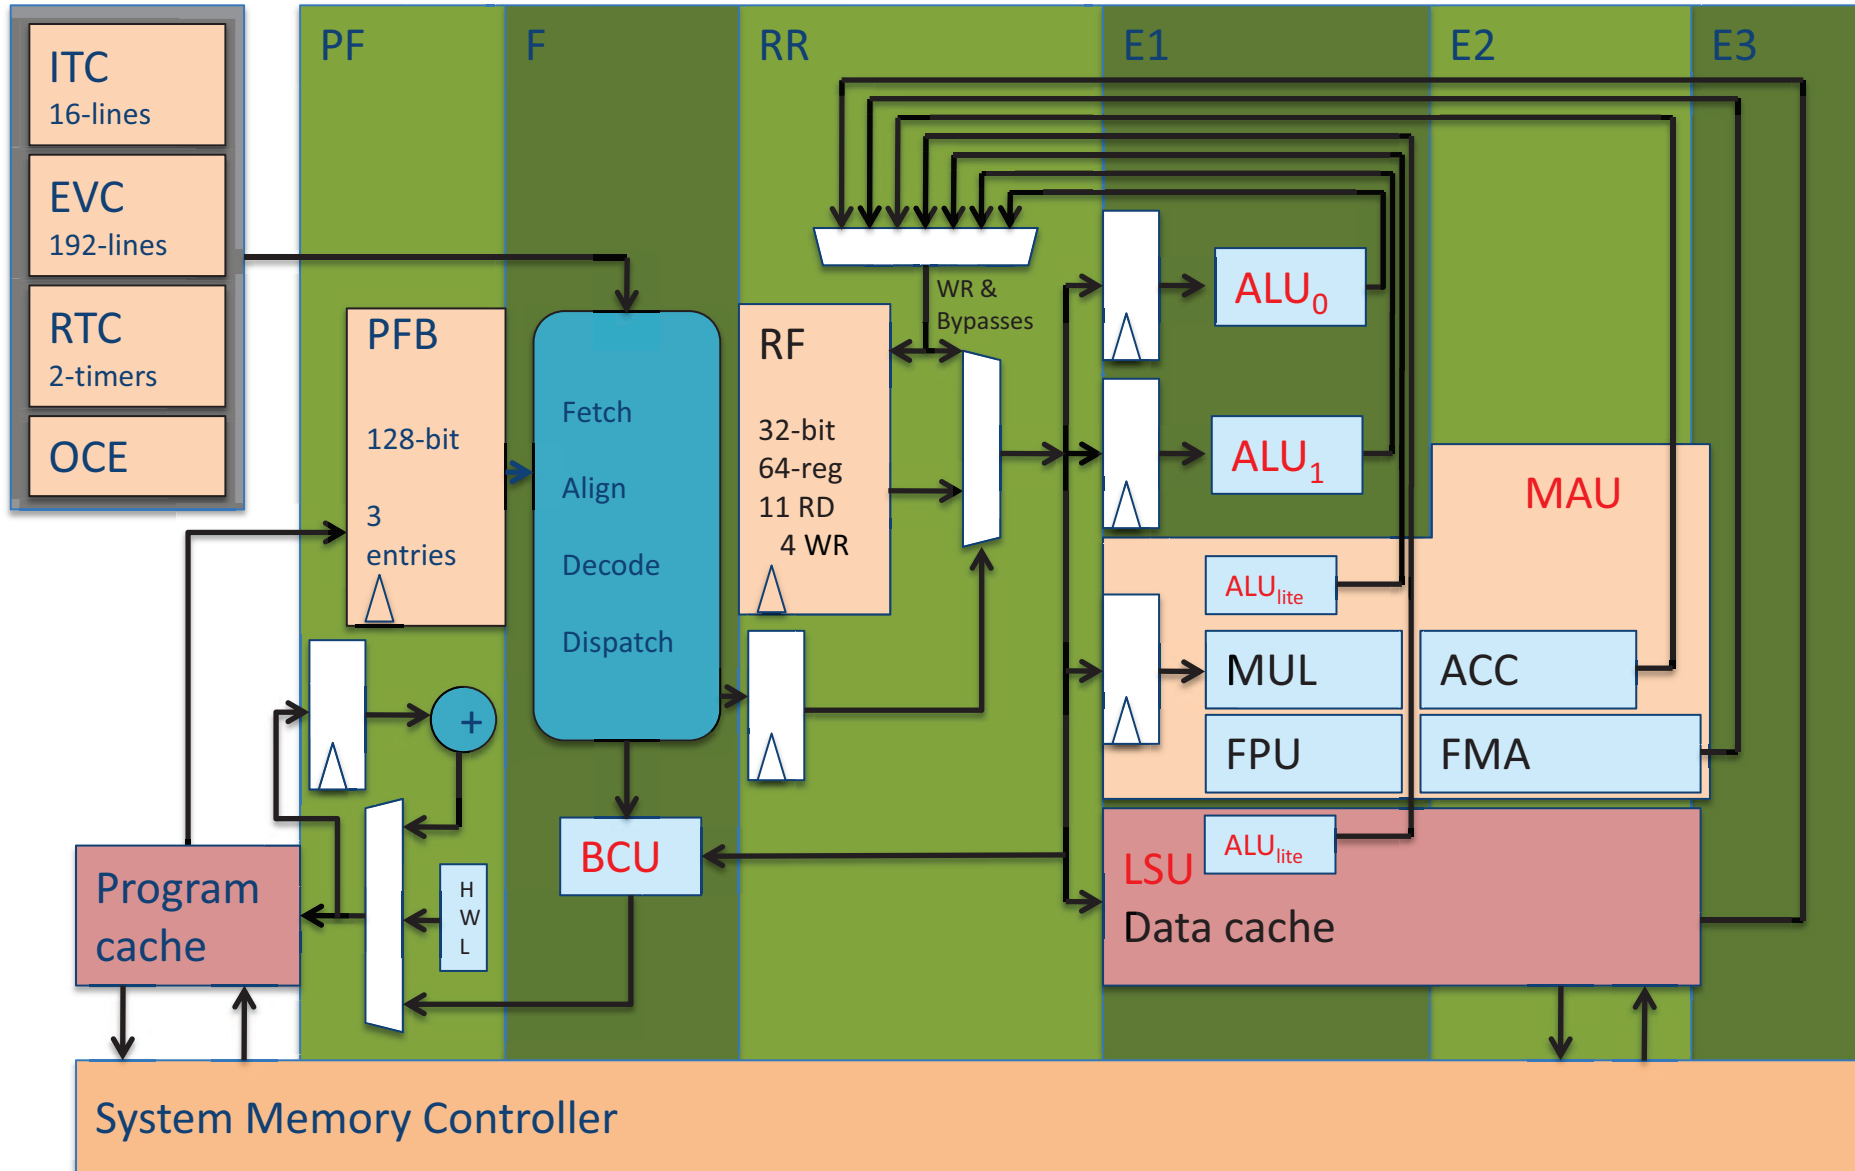 ITC
16-lines
EVC
192-lines
RTC
2-timers
OCE
PF
F
RR
E1
E2
E3
PFB
128-bit
3
entries
Fetch
Align
Decode
Dispatch
WR &
Bypasses
RF
32-bit
64-reg
11 RD
4 WR
ALU0
ALU1
MAU
ALUlite
MUL
ACC
FPU
FMA
+
BCU
H
W
L
Program
cache
ALUlite
LSU
Data cache
System Memory Controller